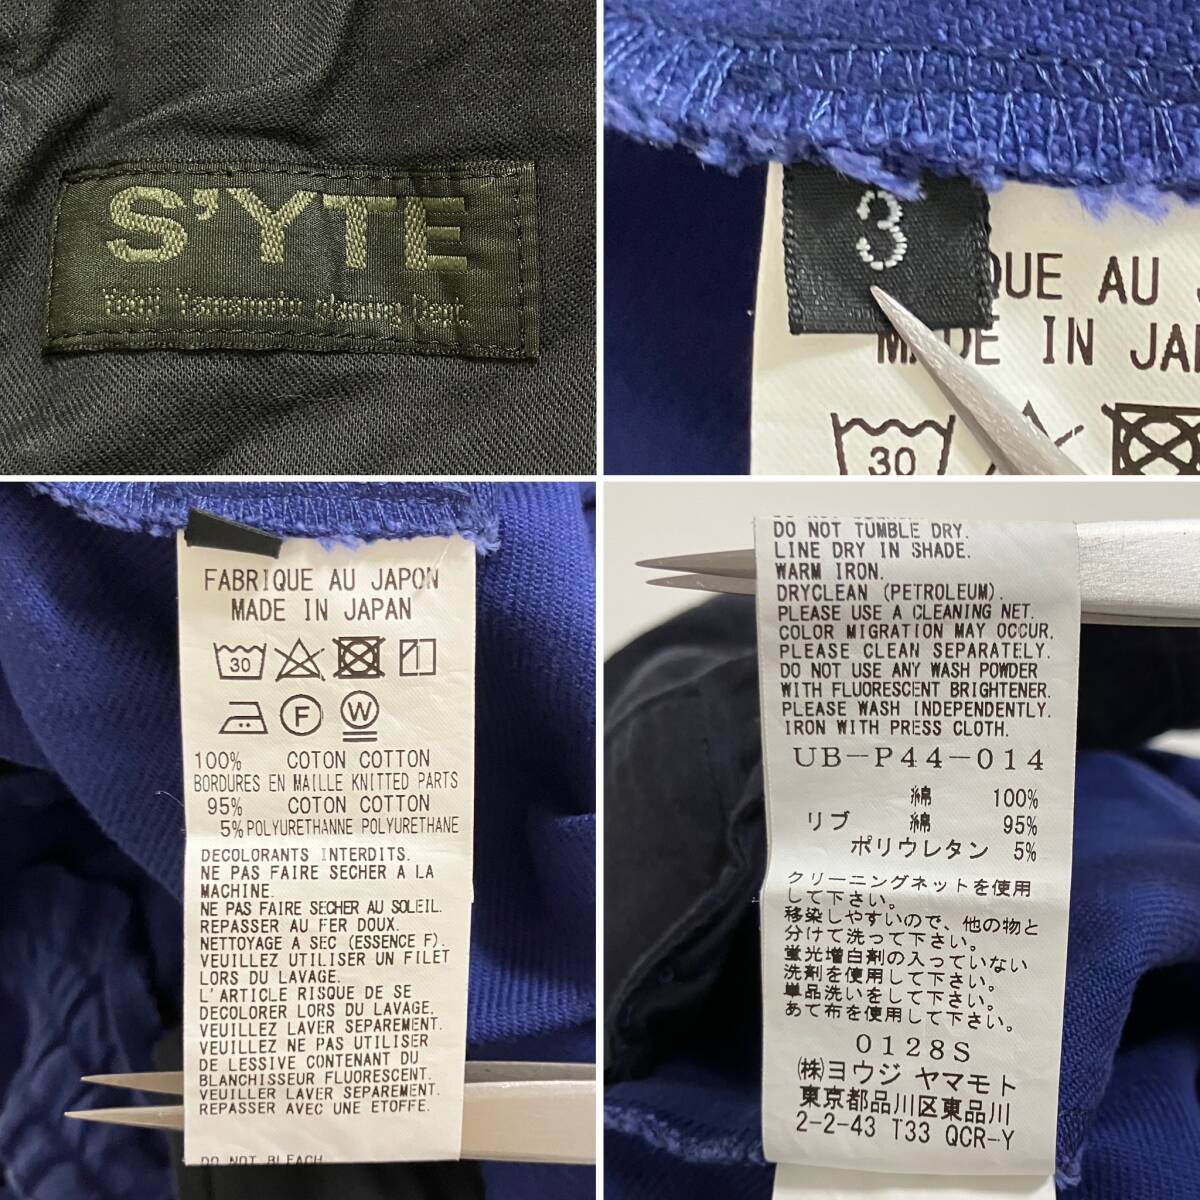 S'YTE
Yohji Yamamoto cloming Dept.
3
QUE AU J
MADE IN JAP
30
FABRIQUE AU JAPON
MADE IN JAPAN
30
F W
100% COTON COTTON
BORDURES EN MAILLE KNITTED PARTS
95% COTON COTTON
5% POLYURETHANNE POLYURETHANE
DECOLORANTS INTERDITS.
NE PAS FAIRE SECHER A LA
MACHINE.
NE PAS FAIRE SECHER AU SOLEIL.
REPASSER AU FER DOUX.
NETTOYAGE A SEC (ESSENCE F).
VEUILLEZ UTILISER UN FILET
LORS DU LAVAGE.
L'ARTICLE RISQUE DE SE
DECOLORER LORS DU LAVAGE,
VEUILLEZ LAVER SEPAREMENT.
VEUILLEZ NE PAS UTILISER
DE LESSIVE CONTENANT DU
BLANCHISSEUR FLUORESCENT.
VEUILLER LAVER SEPAREMENT.
REPASSER AVEC UNE ETOFFE.
DO NOT BLEACH
DO NOT TUMBLE DRY.
LINE DRY IN SHADE.
WARM IRON.
DRYCLEAN (PETROLEUM).
PLEASE USE A CLEANING NET.
COLOR MIGRATION MAY OCCUR,
PLEASE CLEAN SEPARATELY.
DO NOT USE ANY WASH POWDER
WITH FLUORESCENT BRIGHTENER.
PLEASE WASH INDEPENDENTLY.
IRON WITH PRESS CLOTH.
UB-P44-014
綿 100%
リブ 綿 95%
ポリウレタン 5%
クリーニングネットを使用
して下さい。
移染しやすいので、他の物と
分けて洗って下さい。
蛍光増白剤の入っていない
洗剤を使用して下さい。
単品洗いをして下さい。
あて布を使用して下さい。
0128S
(株)ヨウジ ヤマモト
東京都品川区東品川
2-2-43 T33 QCR-Y